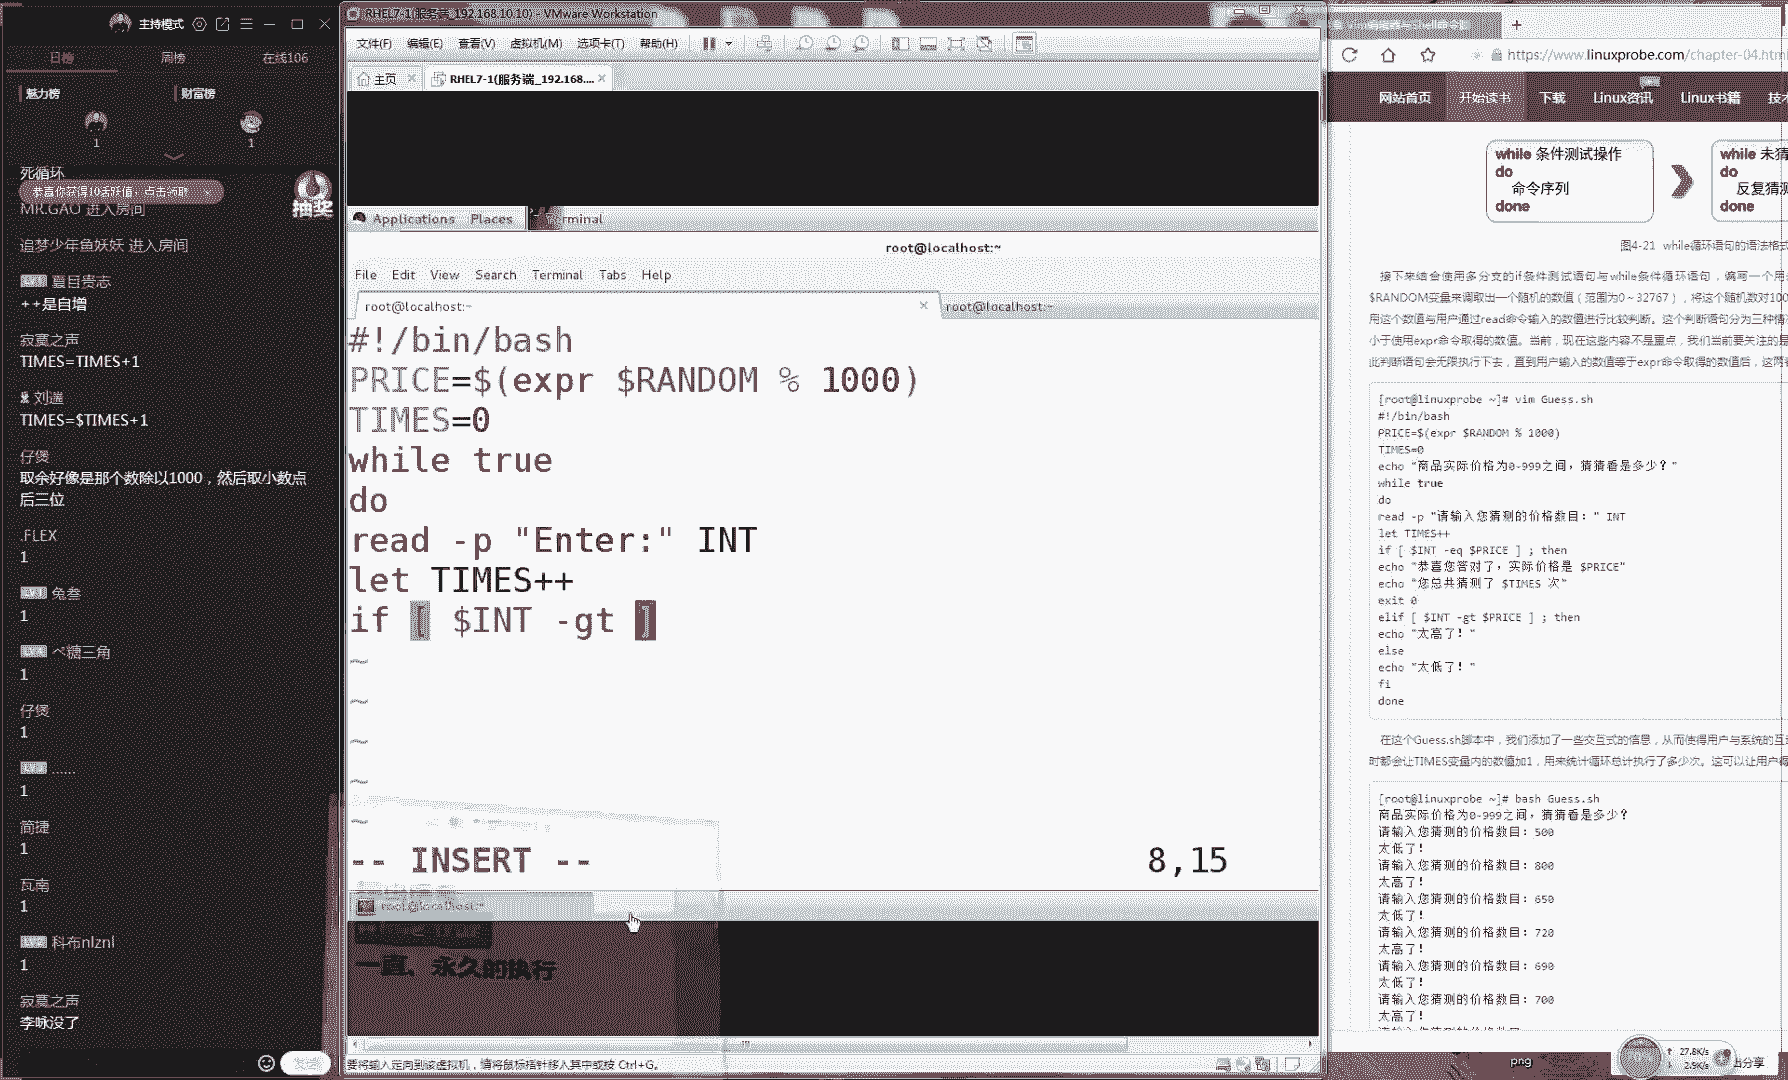 主持模式
日榜 周榜 在线106
魅力榜 财富榜
1 1
死循环
恭喜你获得10活跃值，点击领取
抽奖
MR.GAO 进入房间
追梦少年鱼妖妖 进入房间
夏目贵志
++是自增
寂寞之声
TIMES=TIMES+1
刘湍
TIMES=$TIMES+1
仔煲
取余好像是那个数除以1000，然后取小数点
后三位
.FLEX
1
兔叁
1
ペ糖三角
1
仔煲
1
......
1
简捷
1
瓦南
1
科布nlznl
1
寂寞之声
李咏没了
RHEL7-1(服务端_192.168.10.10) - VMware Workstation
文件(F) 编辑(E) 查看(V) 虚拟机(M) 选项卡(T) 帮助(H)
主页 RHEL7-1(服务端_192.168....
Applications Places Terminal
root@localhost:~
File Edit View Search Terminal Tabs Help
root@localhost:~ root@localhost:~
#!/bin/bash
PRICE=$(expr $RANDOM % 1000)
TIMES=0
while true
do
read -p "Enter:" INT
let TIMES++
if [ $INT -gt ]
~
~
~
~
~
-- INSERT -- 8,15
root@localhost:~
一直、永久的执行
要将输入定向到该虚拟机，请将鼠标指针移入其中或按 Ctrl+G。
https://www.linuxprobe.com/chapter-04.html
网站首页 开始读书 下载 Linux资讯 Linux书籍 技术
while 条件测试操作
do
命令序列
done
while 未猜
do
反复猜测
done
图4-21 while循环语句的语法格式
接下来结合使用多分支的if条件测试语句与while条件循环语句，编写一个用
$RANDOM变量来调取出一个随机的数值（范围为0～32767），将这个随机数对100
用这个数值与用户通过read命令输入的数值进行比较判断。这个判断语句分为三种情
小于使用expr命令取得的数值。当前，现在这些内容不是重点，我们当前要关注的是
此判断语句会无限执行下去，直到用户输入的数值等于expr命令取得的数值后，这两
[root@linuxprobe ~]# vim Guess.sh
#!/bin/bash
PRICE=$(expr $RANDOM % 1000)
TIMES=0
echo "商品实际价格为0-999之间，猜猜看是多少？"
while true
do
read -p "请输入您猜测的价格数目：" INT
let TIMES++
if [ $INT -eq $PRICE ] ; then
echo "恭喜您答对了，实际价格是 $PRICE"
echo "您总共猜测了 $TIMES 次"
exit 0
elif [ $INT -gt $PRICE ] ; then
echo "太高了！"
else
echo "太低了！"
fi
done
在这个Guess.sh脚本中，我们添加了一些交互式的信息，从而使得用户与系统的互
时都会让TIMES变量内的数值加1，用来统计循环总计执行了多少次。这可以让用户
[root@linuxprobe ~]# bash Guess.sh
商品实际价格为0-999之间，猜猜看是多少？
请输入您猜测的价格数目：500
太低了！
请输入您猜测的价格数目：800
太高了！
请输入您猜测的价格数目：650
太低了！
请输入您猜测的价格数目：720
太高了！
请输入您猜测的价格数目：690
太低了！
请输入您猜测的价格数目：700
太高了！
png
27.8K/s
2.9K/s
分享